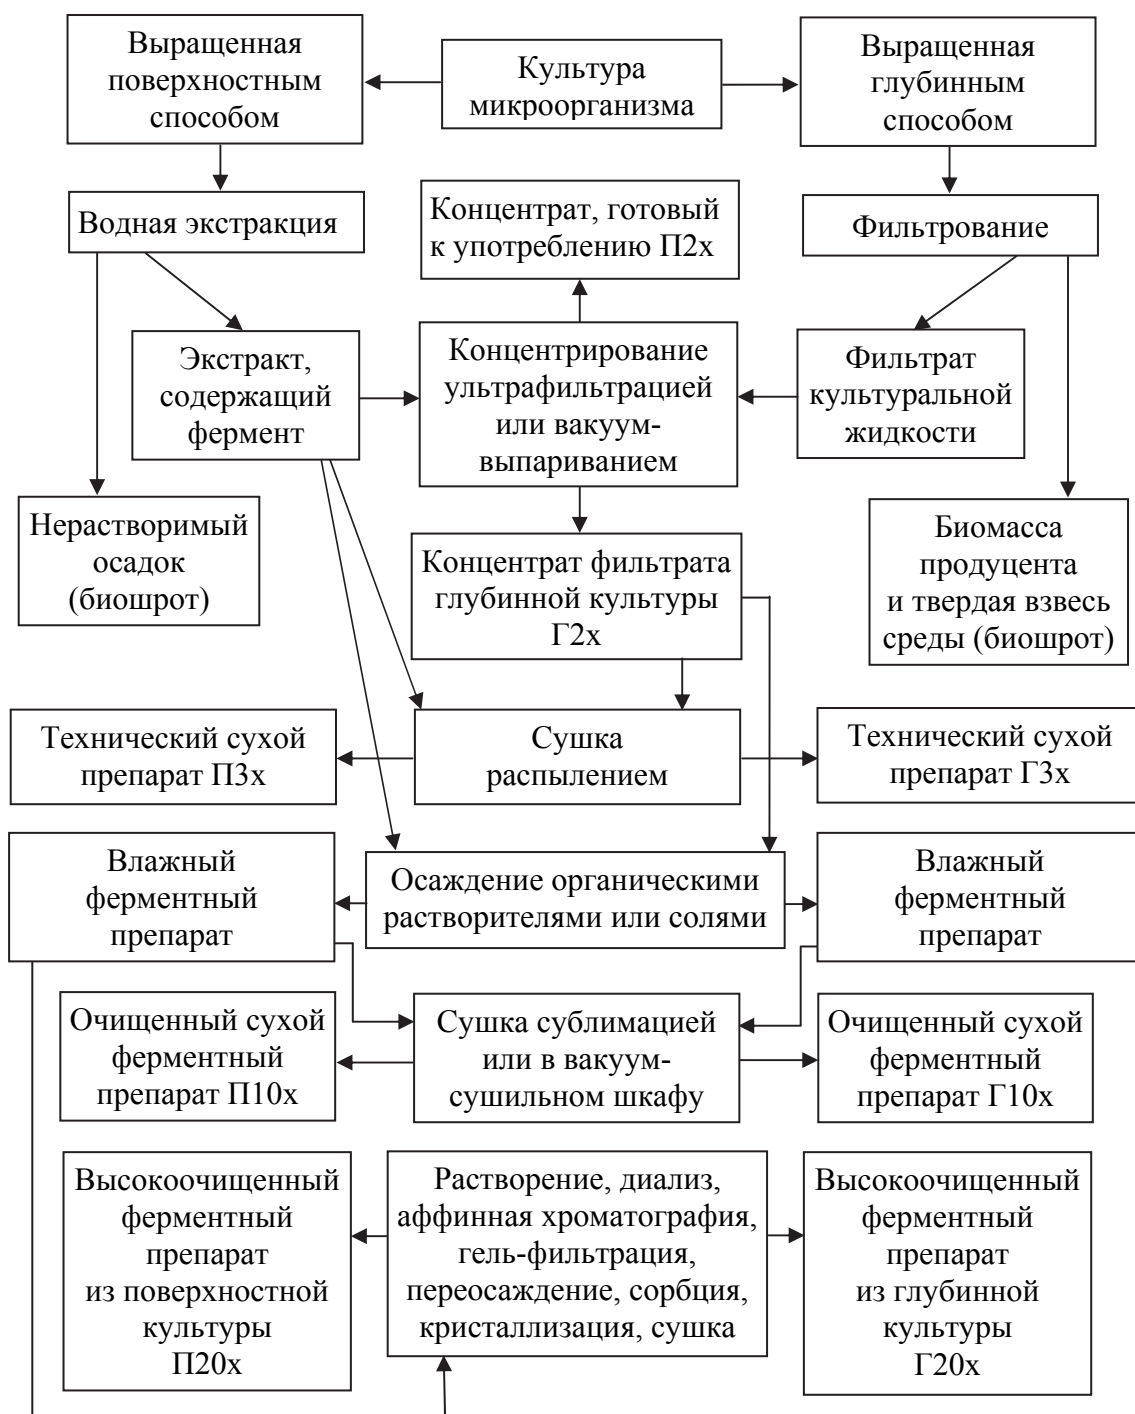 Выращенная
поверхностным
способом
Культура
микроорганизма
Выращенная
глубинным
способом
Водная экстракция
Концентрат, готовый
к употреблению П2х
Фильтрование
Экстракт,
содержащий
фермент
Концентрирование
ультрафильтрацией
или вакуум-
выпариванием
Фильтрат
культуральной
жидкости
Нерастворимый
осадок
(биошрот)
Концентрат фильтрата
глубинной культуры
Г2х
Биомасса
продуцента
и твердая взвесь
среды (биошрот)
Технический сухой
препарат П3х
Сушка
распылением
Технический сухой
препарат Г3х
Влажный
ферментный
препарат
Осаждение органическими
растворителями или солями
Влажный
ферментный
препарат
Очищенный сухой
ферментный
препарат П10х
Сушка сублимацией
или в вакуум-
сушильном шкафу
Очищенный сухой
ферментный
препарат Г10х
Высокоочищенный
ферментный
препарат
из поверхностной
культуры
П20х
Растворение, диализ,
аффинная хроматография,
гель-фильтрация,
переосаждение, сорбция,
кристаллизация, сушка
Высокоочищенный
ферментный
препарат
из глубинной
культуры
Г20х